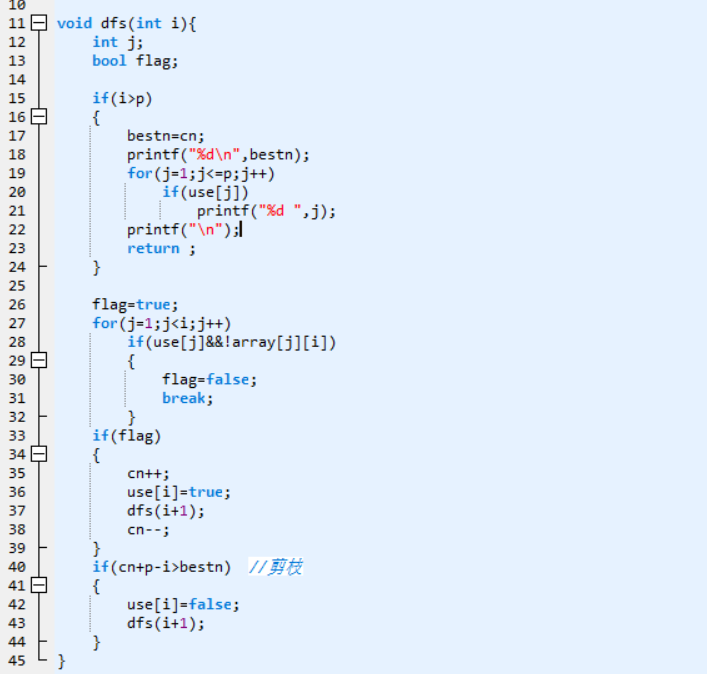 10
11 void dfs(int i){
12     int j;
13     bool flag;
14
15     if(i>p)
16     {
17         bestn=cn;
18         printf("%d\n",bestn);
19         for(j=1;j<=p;j++)
20             if(use[j])
21                 printf("%d ",j);
22         printf("\n");
23         return ;
24     }
25
26     flag=true;
27     for(j=1;j<i;j++)
28         if(use[j]&&!array[j][i])
29         {
30             flag=false;
31             break;
32         }
33     if(flag)
34     {
35         cn++;
36         use[i]=true;
37         dfs(i+1);
38         cn--;
39     }
40     if(cn+p-i>bestn)  //剪枝
41     {
42         use[i]=false;
43         dfs(i+1);
44     }
45 }